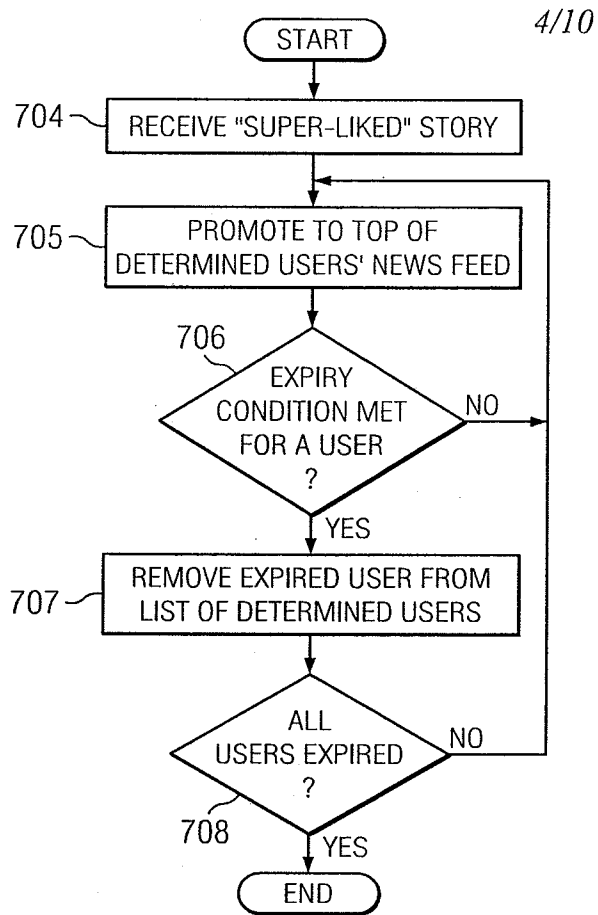 4/10
START
704
RECEIVE "SUPER-LIKED" STORY
705
PROMOTE TO TOP OF
DETERMINED USERS' NEWS FEED
706
EXPIRY
CONDITION MET
FOR A USER
?
NO
YES
707
REMOVE EXPIRED USER FROM
LIST OF DETERMINED USERS
ALL
USERS EXPIRED
?
NO
708
YES
END